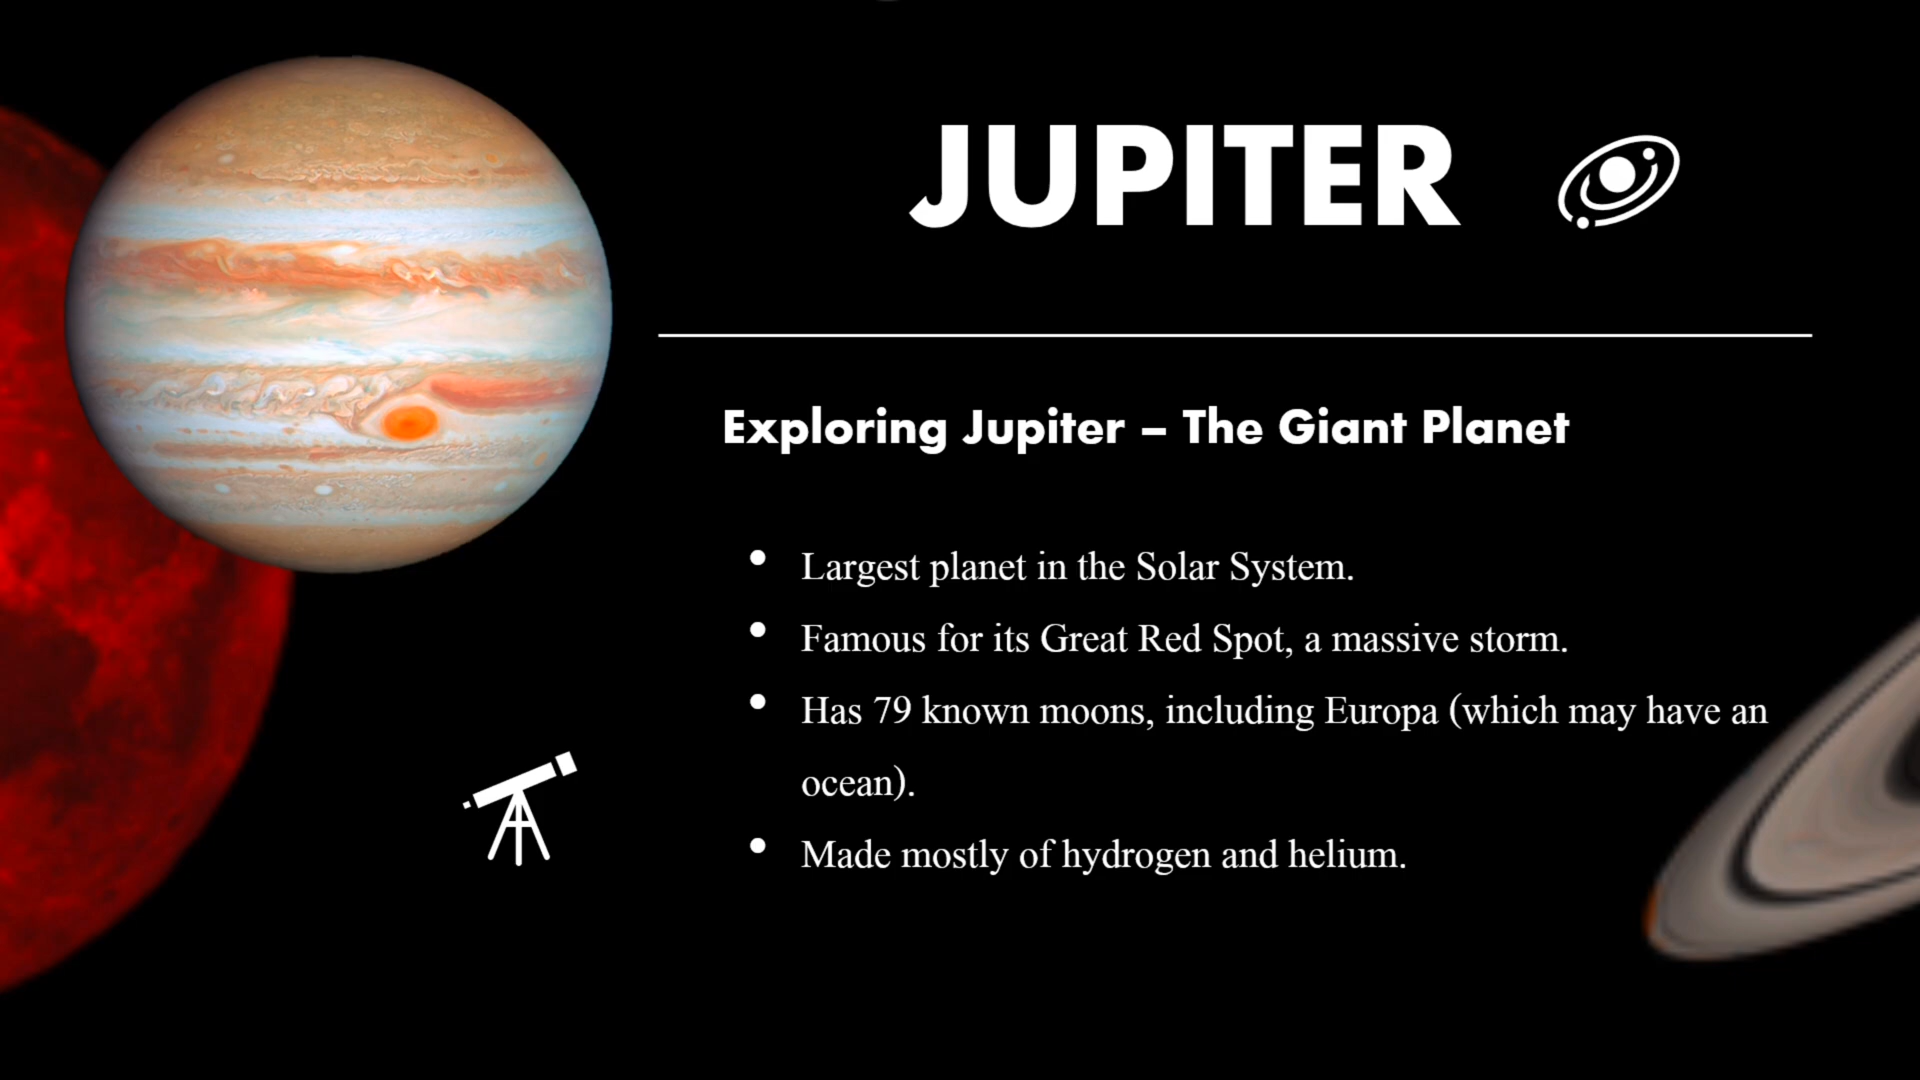 JUPITER
Exploring Jupiter – The Giant Planet
• Largest planet in the Solar System.
• Famous for its Great Red Spot, a massive storm.
• Has 79 known moons, including Europa (which may have an
ocean).
• Made mostly of hydrogen and helium.